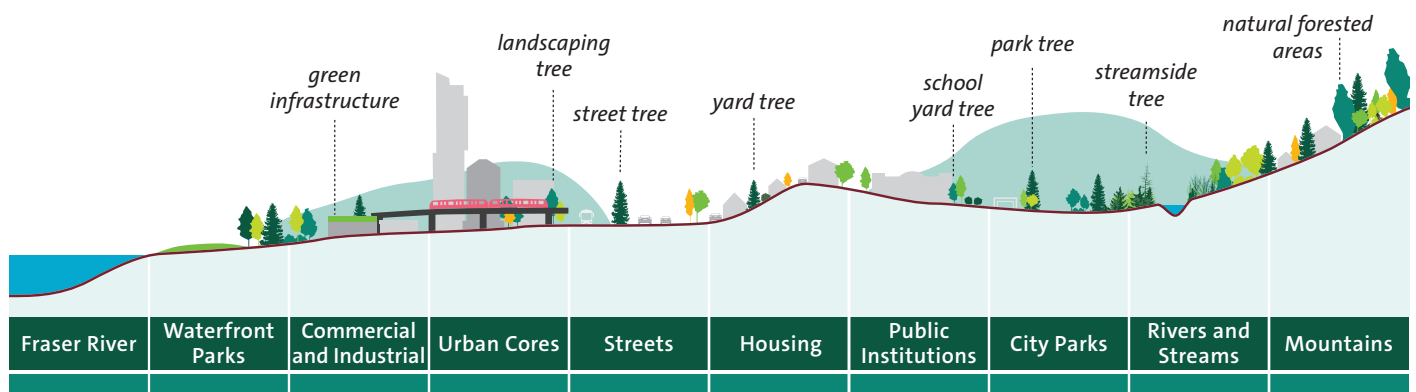 green
infrastructure
landscaping
tree
street tree
yard tree
school
yard tree
park tree
streamside
tree
natural forested
areas
Fraser River
Waterfront
Parks
Commercial
and Industrial
Urban Cores
Streets
Housing
Public
Institutions
City Parks
Rivers and
Streams
Mountains